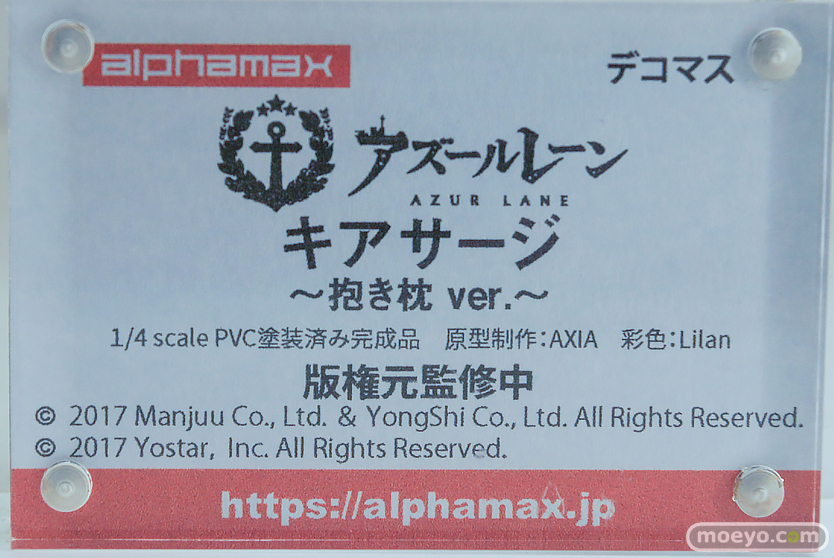 alphamax
デコマス
アズールレーン
AZUR LANE
キアサージ
～抱き枕 ver.～
1/4 scale PVC塗装済み完成品　原型制作：AXIA　彩色：Lilan
版権元監修中
© 2017 Manjuu Co., Ltd. & YongShi Co., Ltd. All Rights Reserved.
© 2017 Yostar, Inc. All Rights Reserved.
https://alphamax.jp
moeyo.com